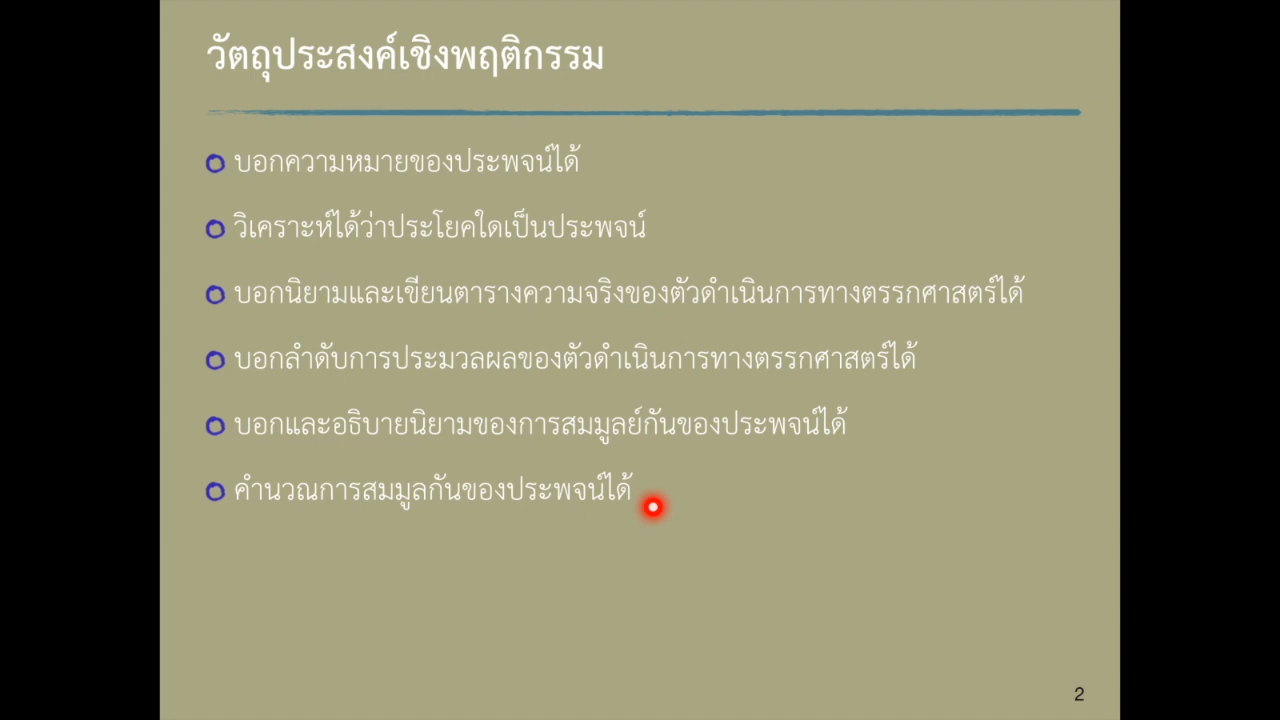 วัตถุประสงค์เชิงพฤติกรรม
บอกความหมายของประพจน์ได้
วิเคราะห์ได้ว่าประโยคใดเป็นประพจน์
บอกนิยามและเขียนตารางความจริงของตัวดำเนินการทางตรรกศาสตร์ได้
บอกลำดับการประมวลผลของตัวดำเนินการทางตรรกศาสตร์ได้
บอกและอธิบายนิยามของการสมมูลย์กันของประพจน์ได้
คำนวณการสมมูลกันของประพจน์ได้
2